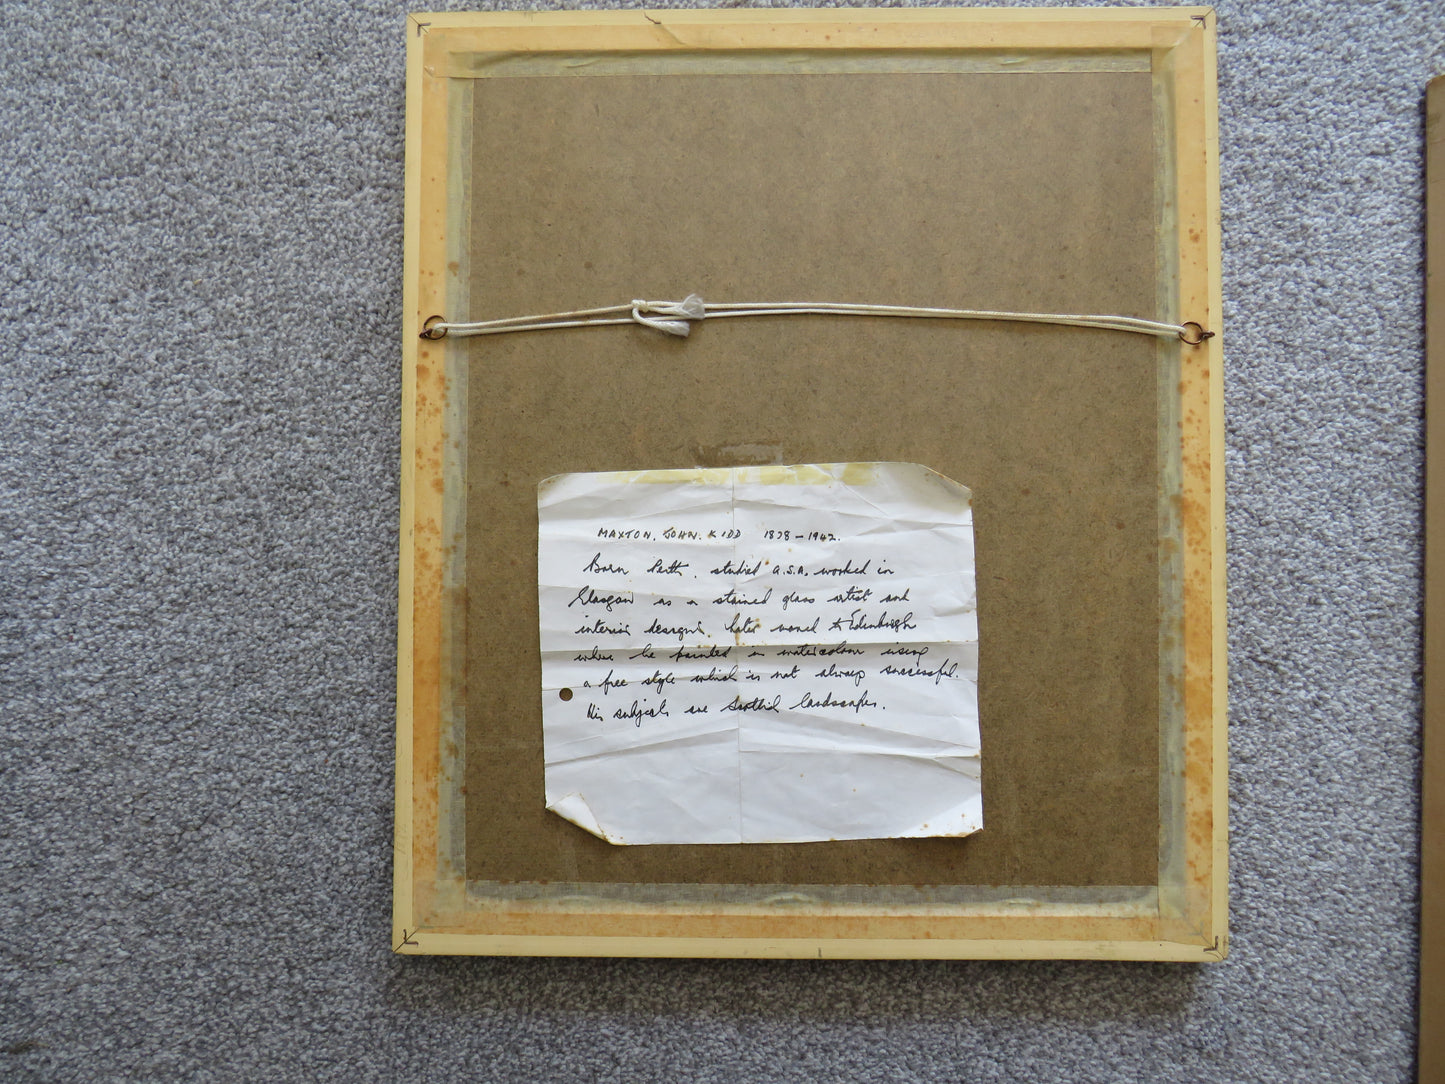 MAXTON. JOHN. KIDD 1878 – 1942.
Born Perth. studied G.S.A. worked in
Glasgow as a stained glass artist and
interior designer. Later moved to Edinburgh
where he painted in watercolour using
a free style which is not always successful.
His subjects are Scottish landscapes.